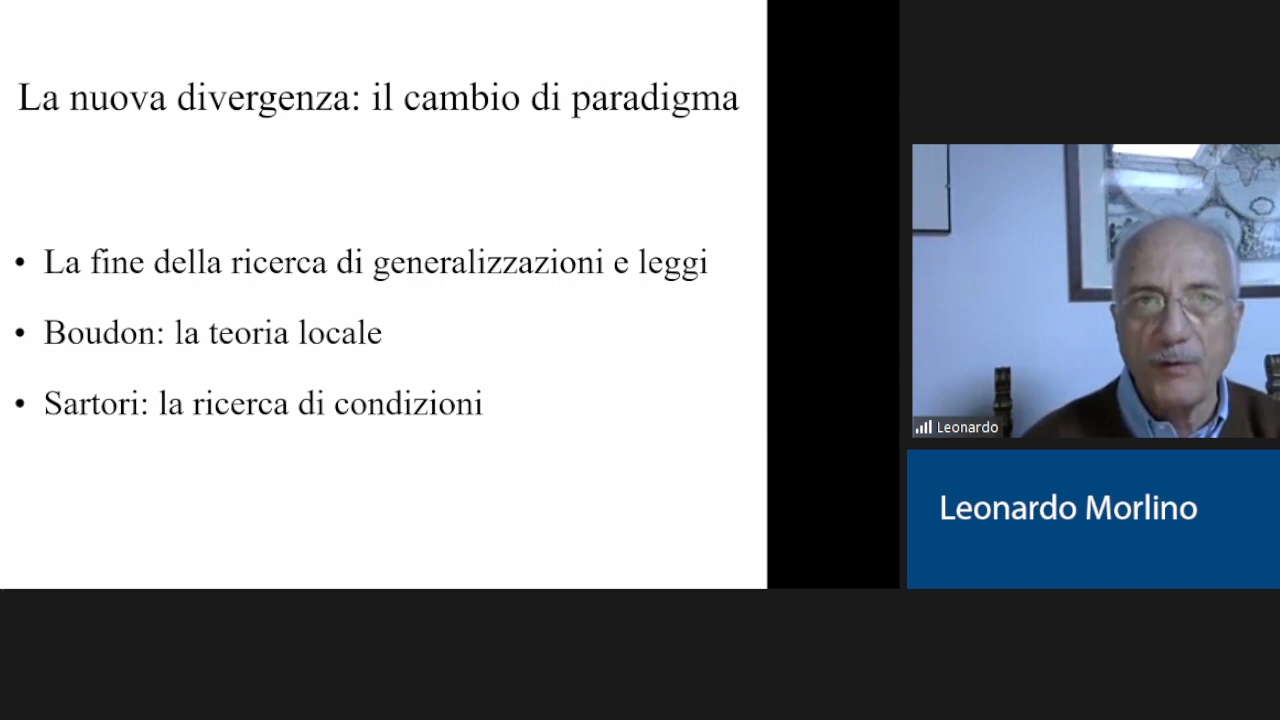 La nuova divergenza: il cambio di paradigma
• La fine della ricerca di generalizzazioni e leggi
• Boudon: la teoria locale
• Sartori: la ricerca di condizioni
Leonardo
Leonardo Morlino